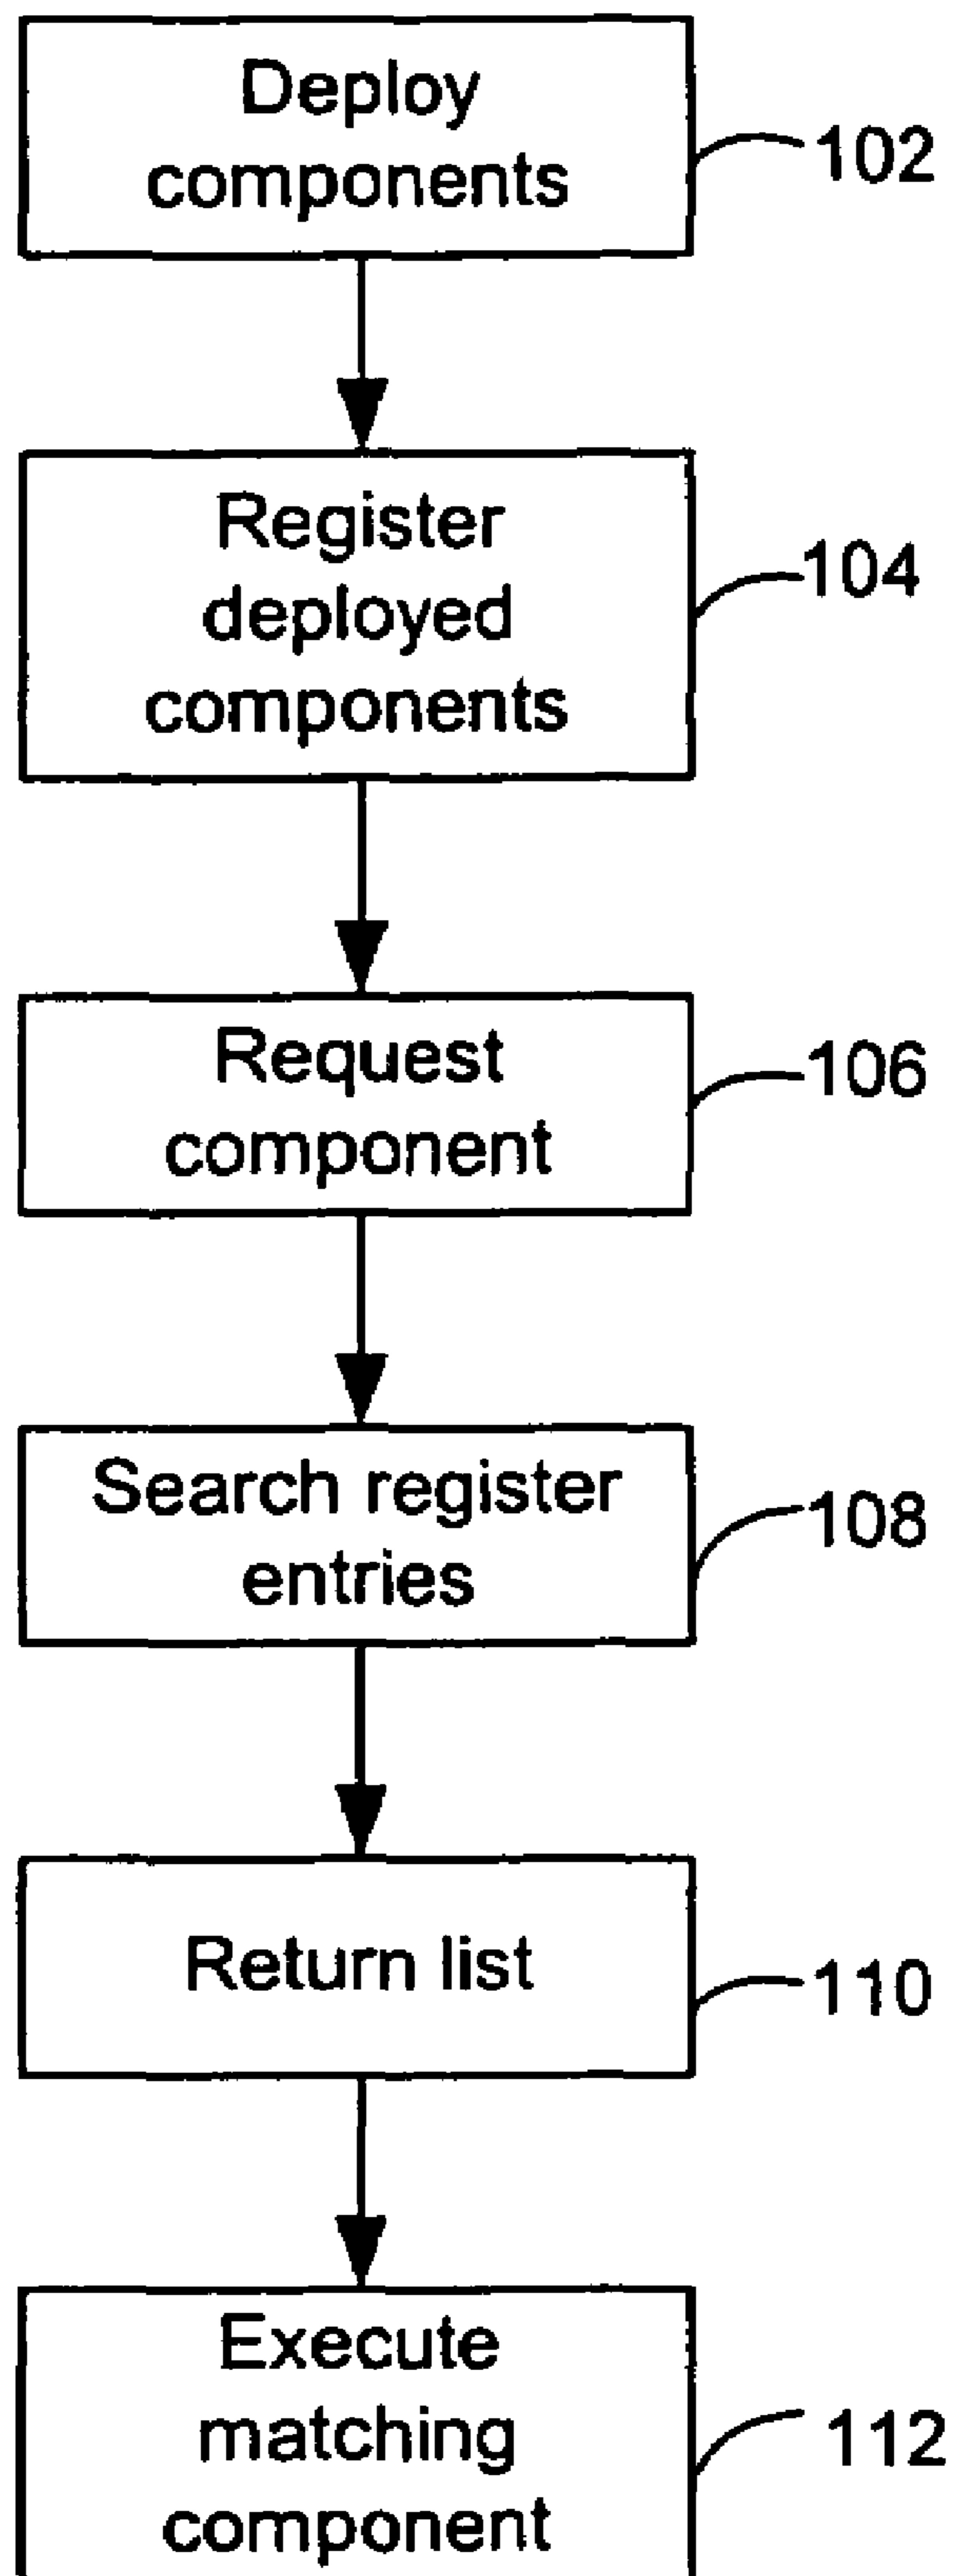 Deploy
components
102
Register
deployed
components
104
Request
component
106
Search register
entries
108
Return list
110
Execute
matching
component
112